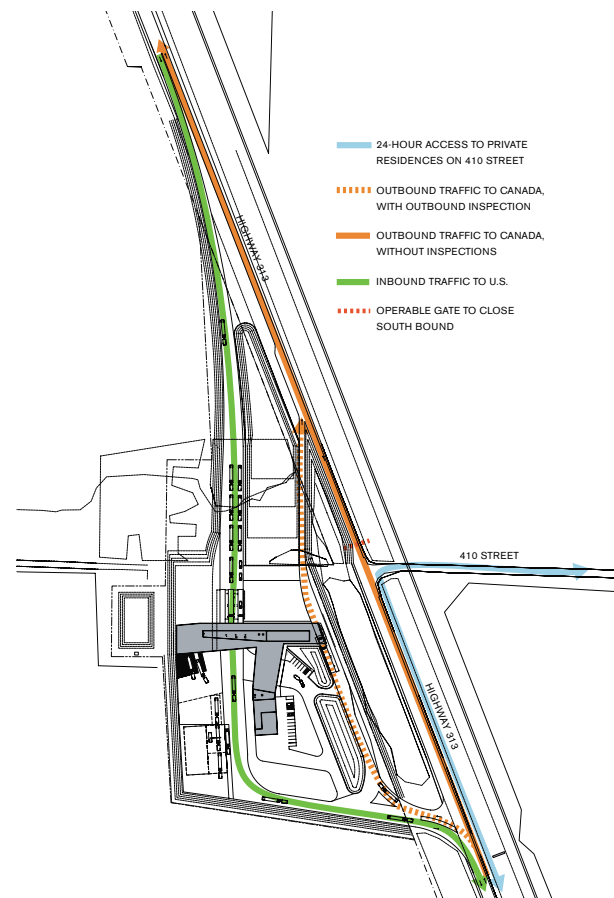 24-HOUR ACCESS TO PRIVATE
RESIDENCES ON 410 STREET
OUTBOUND TRAFFIC TO CANADA,
WITH OUTBOUND INSPECTION
OUTBOUND TRAFFIC TO CANADA,
WITHOUT INSPECTIONS
INBOUND TRAFFIC TO U.S.
OPERABLE GATE TO CLOSE
SOUTH BOUND
HIGHWAY 313
410 STREET
HIGHWAY 313